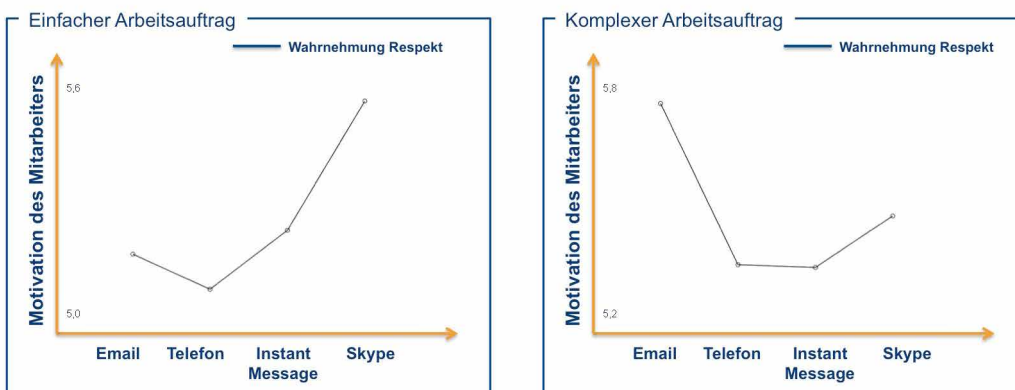 Einfacher Arbeitsauftrag
Wahrnehmung Respekt
Motivation des Mitarbeiters
5,6
5,0
Email
Telefon
Instant
Message
Skype
Komplexer Arbeitsauftrag
Wahrnehmung Respekt
Motivation des Mitarbeiters
5,8
5,2
Email
Telefon
Instant
Message
Skype